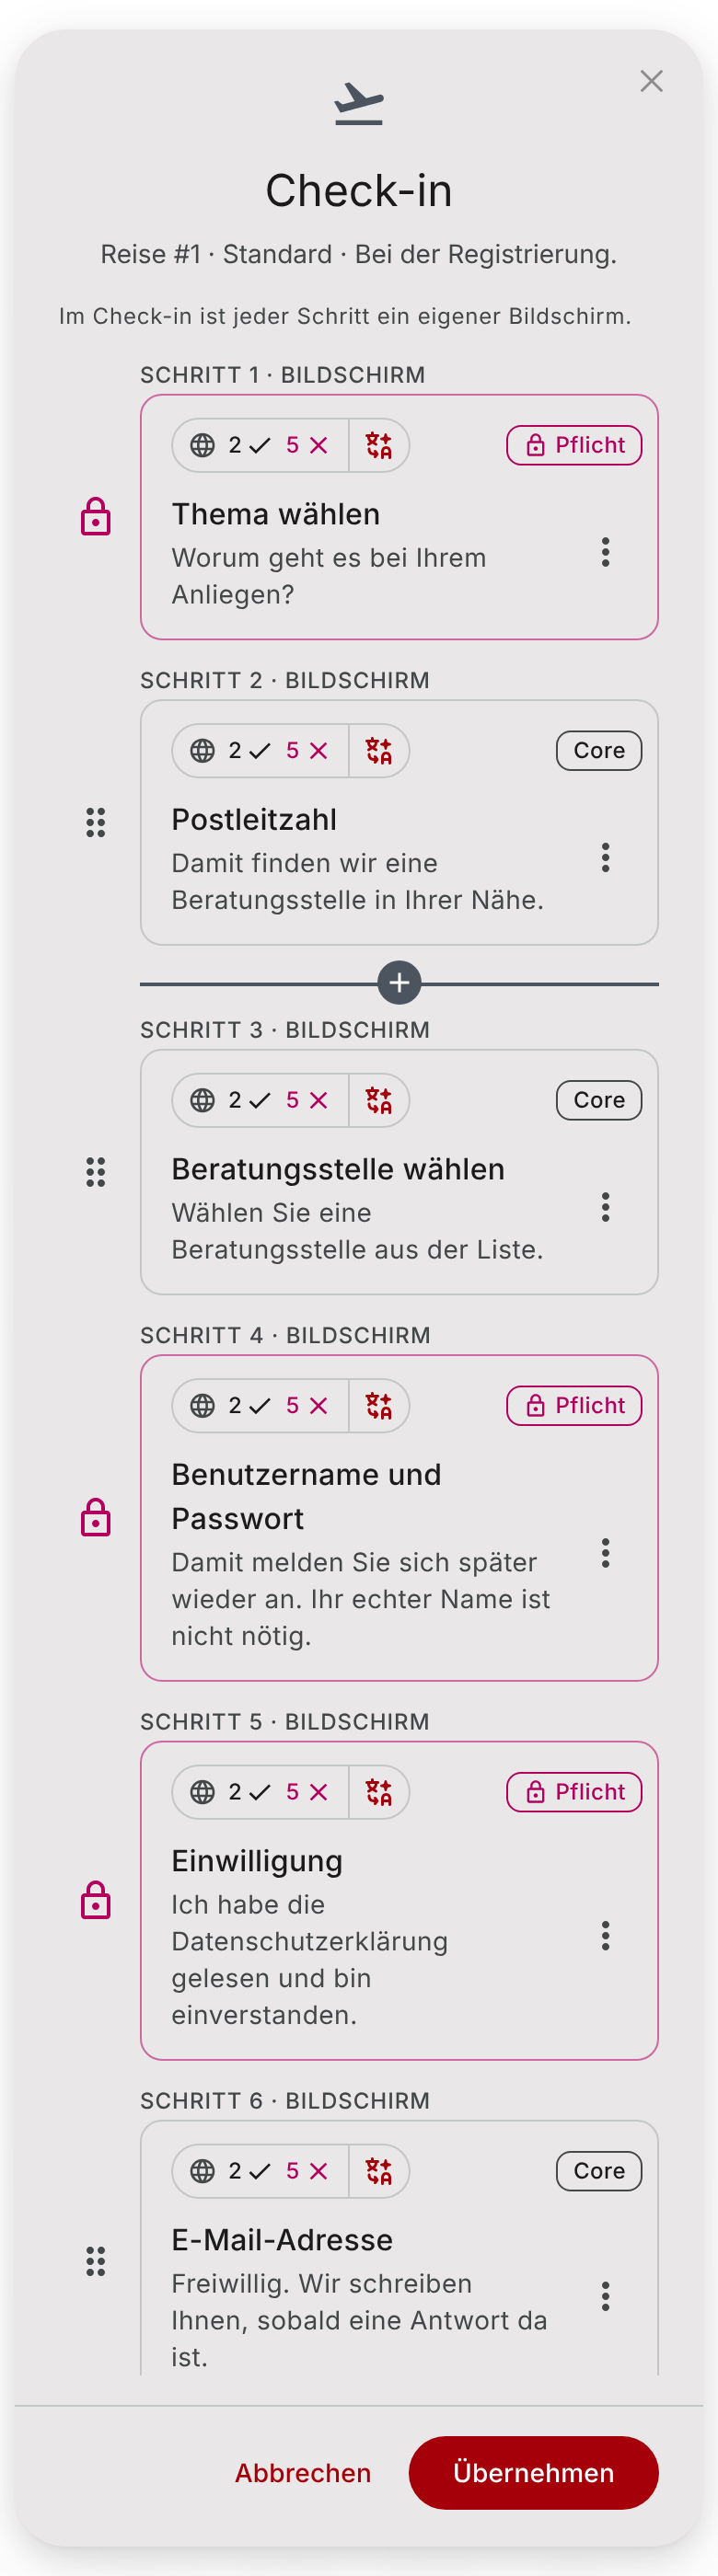 Check-in
Reise #1 · Standard · Bei der Registrierung.
Im Check-in ist jeder Schritt ein eigener Bildschirm.
SCHRITT 1 · BILDSCHIRM
2 5 Pflicht
Thema wählen
Worum geht es bei Ihrem
Anliegen?
SCHRITT 2 · BILDSCHIRM
2 5 Core
Postleitzahl
Damit finden wir eine
Beratungsstelle in Ihrer Nähe.
SCHRITT 3 · BILDSCHIRM
2 5 Core
Beratungsstelle wählen
Wählen Sie eine
Beratungsstelle aus der Liste.
SCHRITT 4 · BILDSCHIRM
2 5 Pflicht
Benutzername und
Passwort
Damit melden Sie sich später
wieder an. Ihr echter Name ist
nicht nötig.
SCHRITT 5 · BILDSCHIRM
2 5 Pflicht
Einwilligung
Ich habe die
Datenschutzerklärung
gelesen und bin
einverstanden.
SCHRITT 6 · BILDSCHIRM
2 5 Core
E-Mail-Adresse
Freiwillig. Wir schreiben
Ihnen, sobald eine Antwort da
ist.
Abbrechen Übernehmen